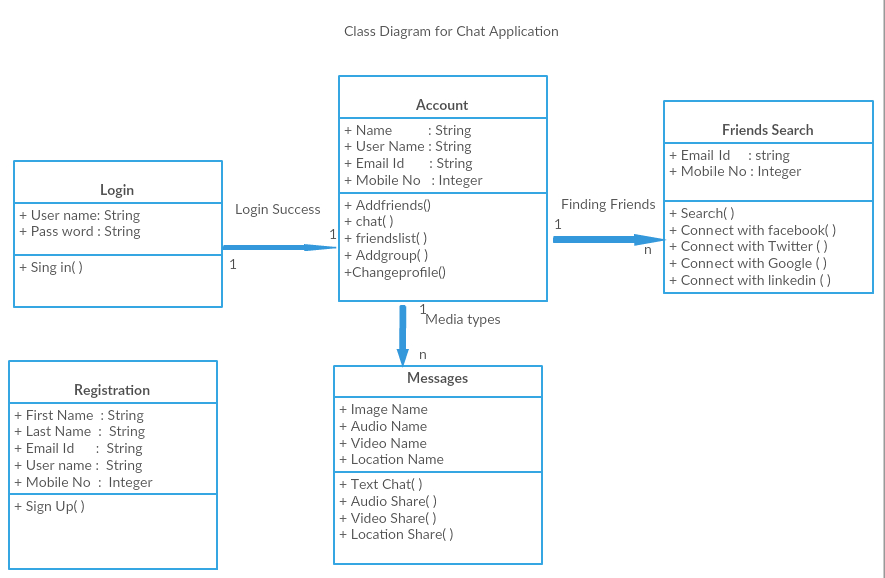 Class Diagram for Chat Application
Login
+ User name: String
+ Pass word : String
+ Sing in( )
Login Success
1
1
Account
+ Name : String
+ User Name : String
+ Email Id : String
+ Mobile No : Integer
+ Addfriends()
+ chat( )
+ friendslist( )
+ Addgroup( )
+Changeprofile()
Finding Friends
1
n
Friends Search
+ Email Id : string
+ Mobile No : Integer
+ Search( )
+ Connect with facebook( )
+ Connect with Twitter ( )
+ Connect with Google ( )
+ Connect with linkedin ( )
1
Media types
n
Registration
+ First Name : String
+ Last Name : String
+ Email Id : String
+ User name : String
+ Mobile No : Integer
+ Sign Up( )
Messages
+ Image Name
+ Audio Name
+ Video Name
+ Location Name
+ Text Chat( )
+ Audio Share( )
+ Video Share( )
+ Location Share( )